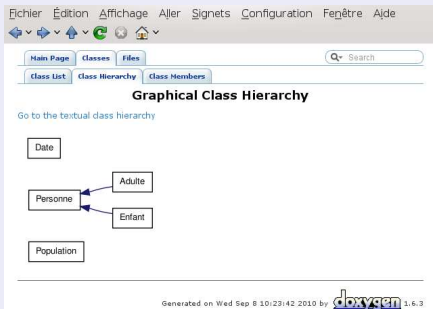 Fichier Édition Affichage Aller Signets Configuration Fenêtre Aide
Main Page Classes Files Search
Class List Class Hierarchy Class Members
Graphical Class Hierarchy
Go to the textual class hierarchy
Date
Adulte
Personne
Enfant
Population
Generated on Wed Sep 8 10:23:42 2010 by doxygen 1.6.3